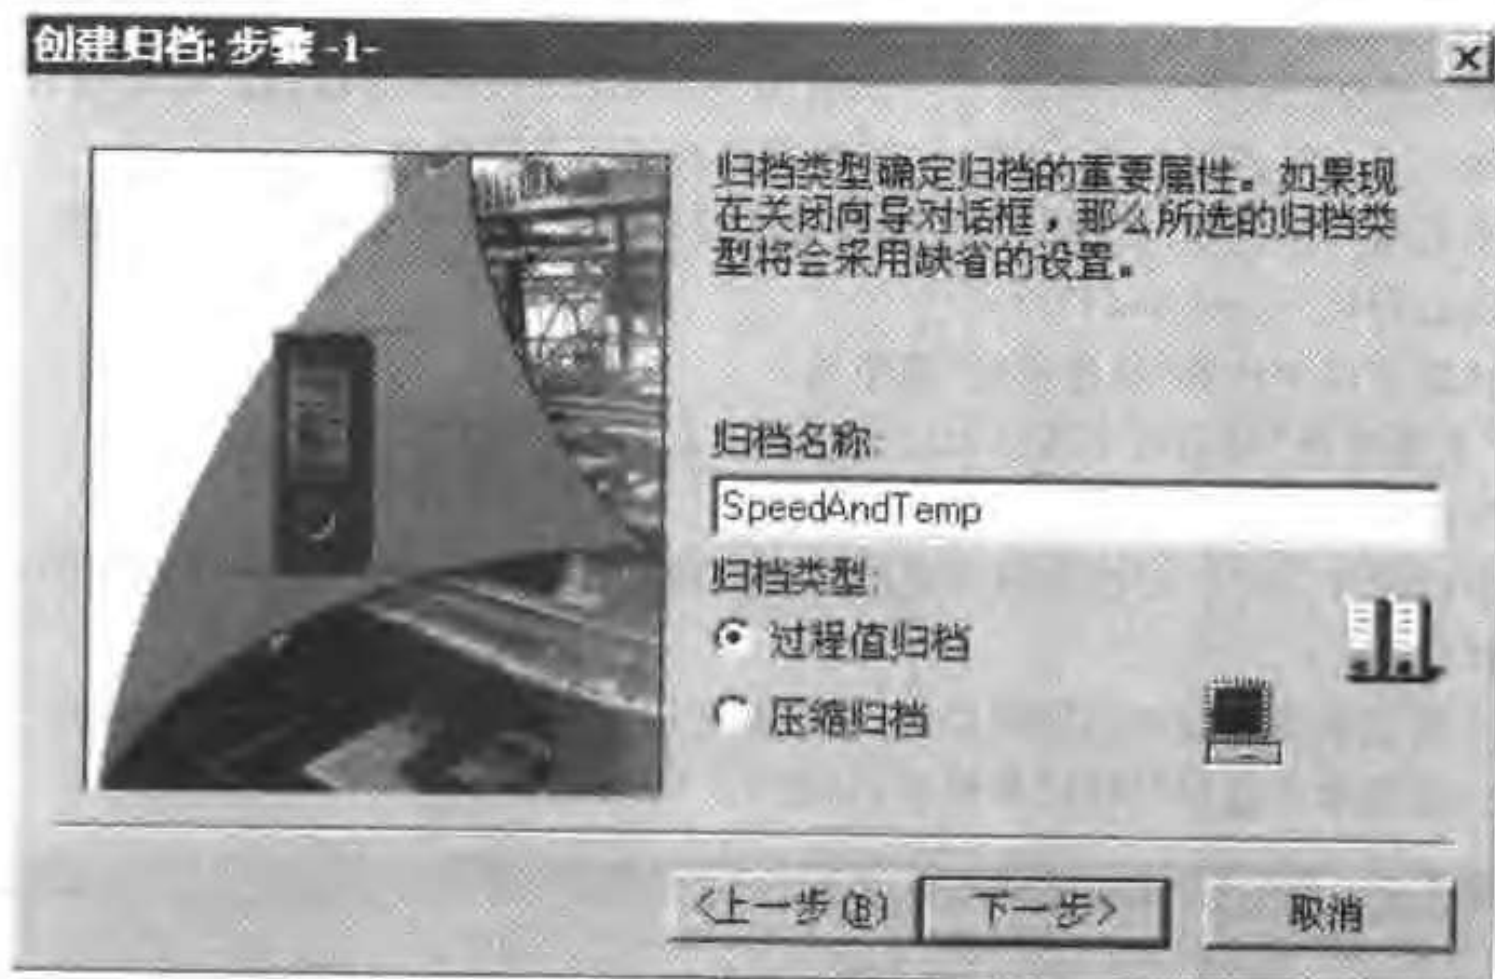 创建归档: 步骤 -1-
归档类型确定归档的重要属性。如果现
在关闭向导对话框，那么所选的归档类
型将会采用缺省的设置。
归档名称:
SpeedAndTemp
归档类型:
过程值归档
压缩归档
<上一步(B)
下一步>
取消